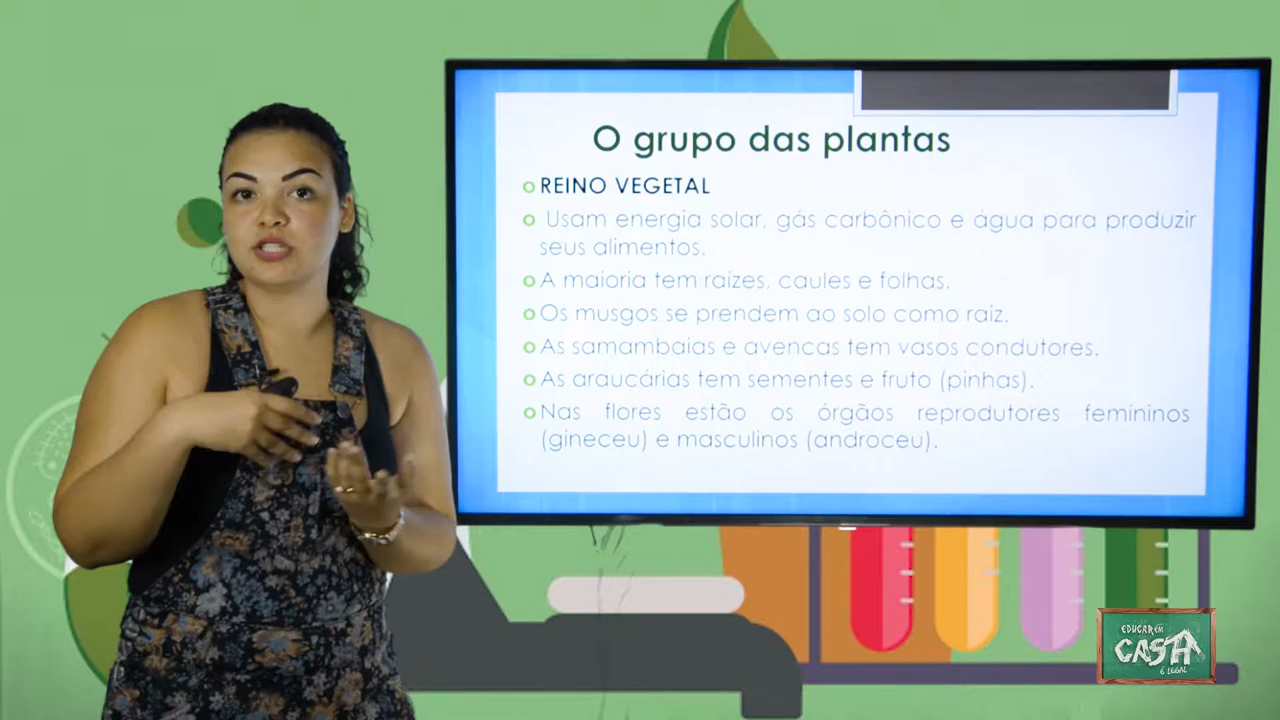 O grupo das plantas
REINO VEGETAL
Usam energia solar, gás carbônico e água para produzir
seus alimentos.
A maioria tem raízes, caules e folhas.
Os musgos se prendem ao solo como raiz.
As samambaias e avencas tem vasos condutores.
As araucárias tem sementes e fruto (pinhas).
Nas flores estão os órgãos reprodutores femininos
(gineceu) e masculinos (androceu).
EDUCAR EM
CASA
É LEGAL